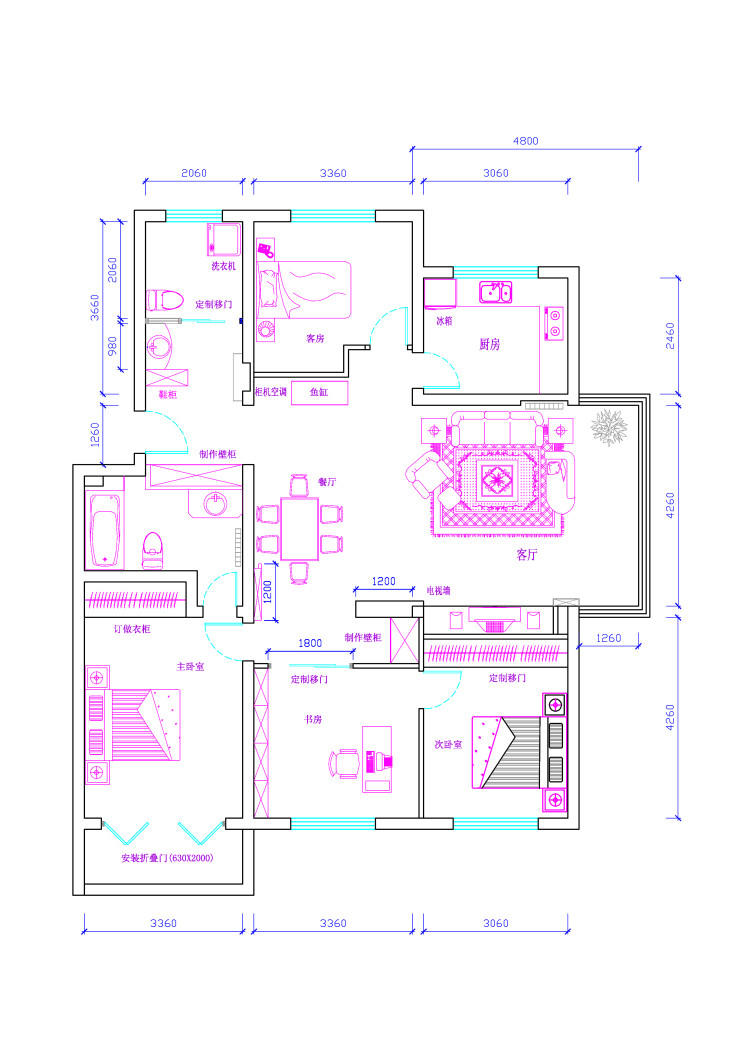 4800
2060
3360
3060
2060
3660
980
1260
洗衣机
定制移门
鞋柜
客房
冰箱
厨房
2460
柜机空调
鱼缸
制作壁柜
餐厅
客厅
4260
1200
1200
电视墙
订做衣柜
主卧室
1800
制作壁柜
1260
定制移门
定制移门
书房
次卧室
4260
安装折叠门(630X2000)
3360
3360
3060